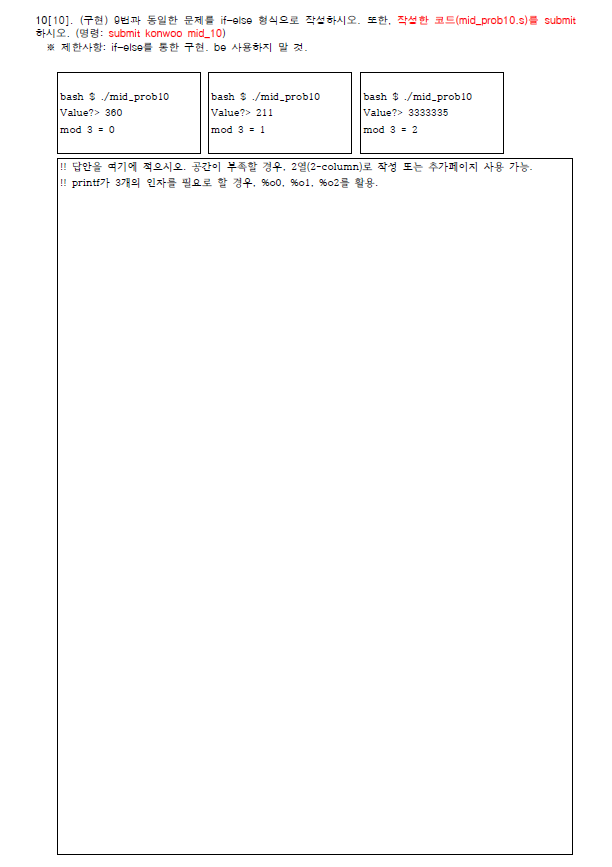 10[10]. (구현) 9번과 동일한 문제를 if-else 형식으로 작성하시오. 또한, 작성한 코드(mid_prob10.s)를 submit
하시오. (명령: submit konwoo mid_10)
※ 제한사항: if-else를 통한 구현. be 사용하지 말 것.
bash $ ./mid_prob10
Value?> 360
mod 3 = 0
bash $ ./mid_prob10
Value?> 211
mod 3 = 1
bash $ ./mid_prob10
Value?> 3333335
mod 3 = 2
!! 답안을 여기에 적으시오. 공간이 부족할 경우, 2열(2-column)로 작성 또는 추가페이지 사용 가능.
!! printf가 3개의 인자를 필요로 할 경우, %o0, %o1, %o2를 활용.